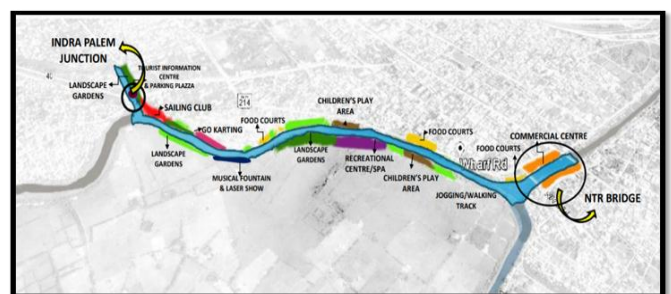 INDRA PALEM
JUNCTION
TOURIST INFORMATION
CENTRE
& PARKING PLAZZA
LANDSCAPE
GARDENS
SAILING CLUB
214
GO KARTING
FOOD COURTS
CHILDREN'S PLAY
AREA
LANDSCAPE
GARDENS
MUSICAL FOUNTAIN
& LASER SHOW
LANDSCAPE
GARDENS
RECREATIONAL
CENTRE/SPA
FOOD COURTS
CHILDREN'S PLAY
AREA
Wharf Rd
FOOD COURTS
COMMERCIAL CENTRE
JOGGING/WALKING
TRACK
NTR BRIDGE